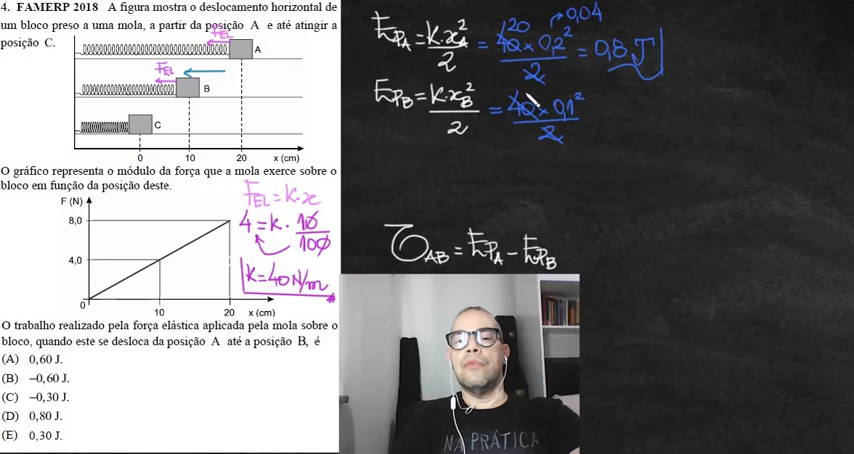 4. FAMERP 2018 A figura mostra o deslocamento horizontal de
um bloco preso a uma mola, a partir da posição A e até atingir a
posição C.
FEL
A
FEL
B
C
0 10 20 x (cm)
O gráfico representa o módulo da força que a mola exerce sobre o
bloco em função da posição deste.
F (N)
8,0
4,0
0
10 20 x (cm)
FEL = K·x
4 = K · 10/100
K = 40 N/m
O trabalho realizado pela força elástica aplicada pela mola sobre o
bloco, quando este se desloca da posição A até a posição B, é
(A) 0,60 J.
(B) −0,60 J.
(C) −0,30 J.
(D) 0,80 J.
(E) 0,30 J.
20 0,04
EPA = K·xA²/2 = 40 × 0,2²/2 = 0,8 J
EPB = K·xB²/2 = 40 × 0,1²/2
τAB = EPA − EPB
NA PRÁTICA